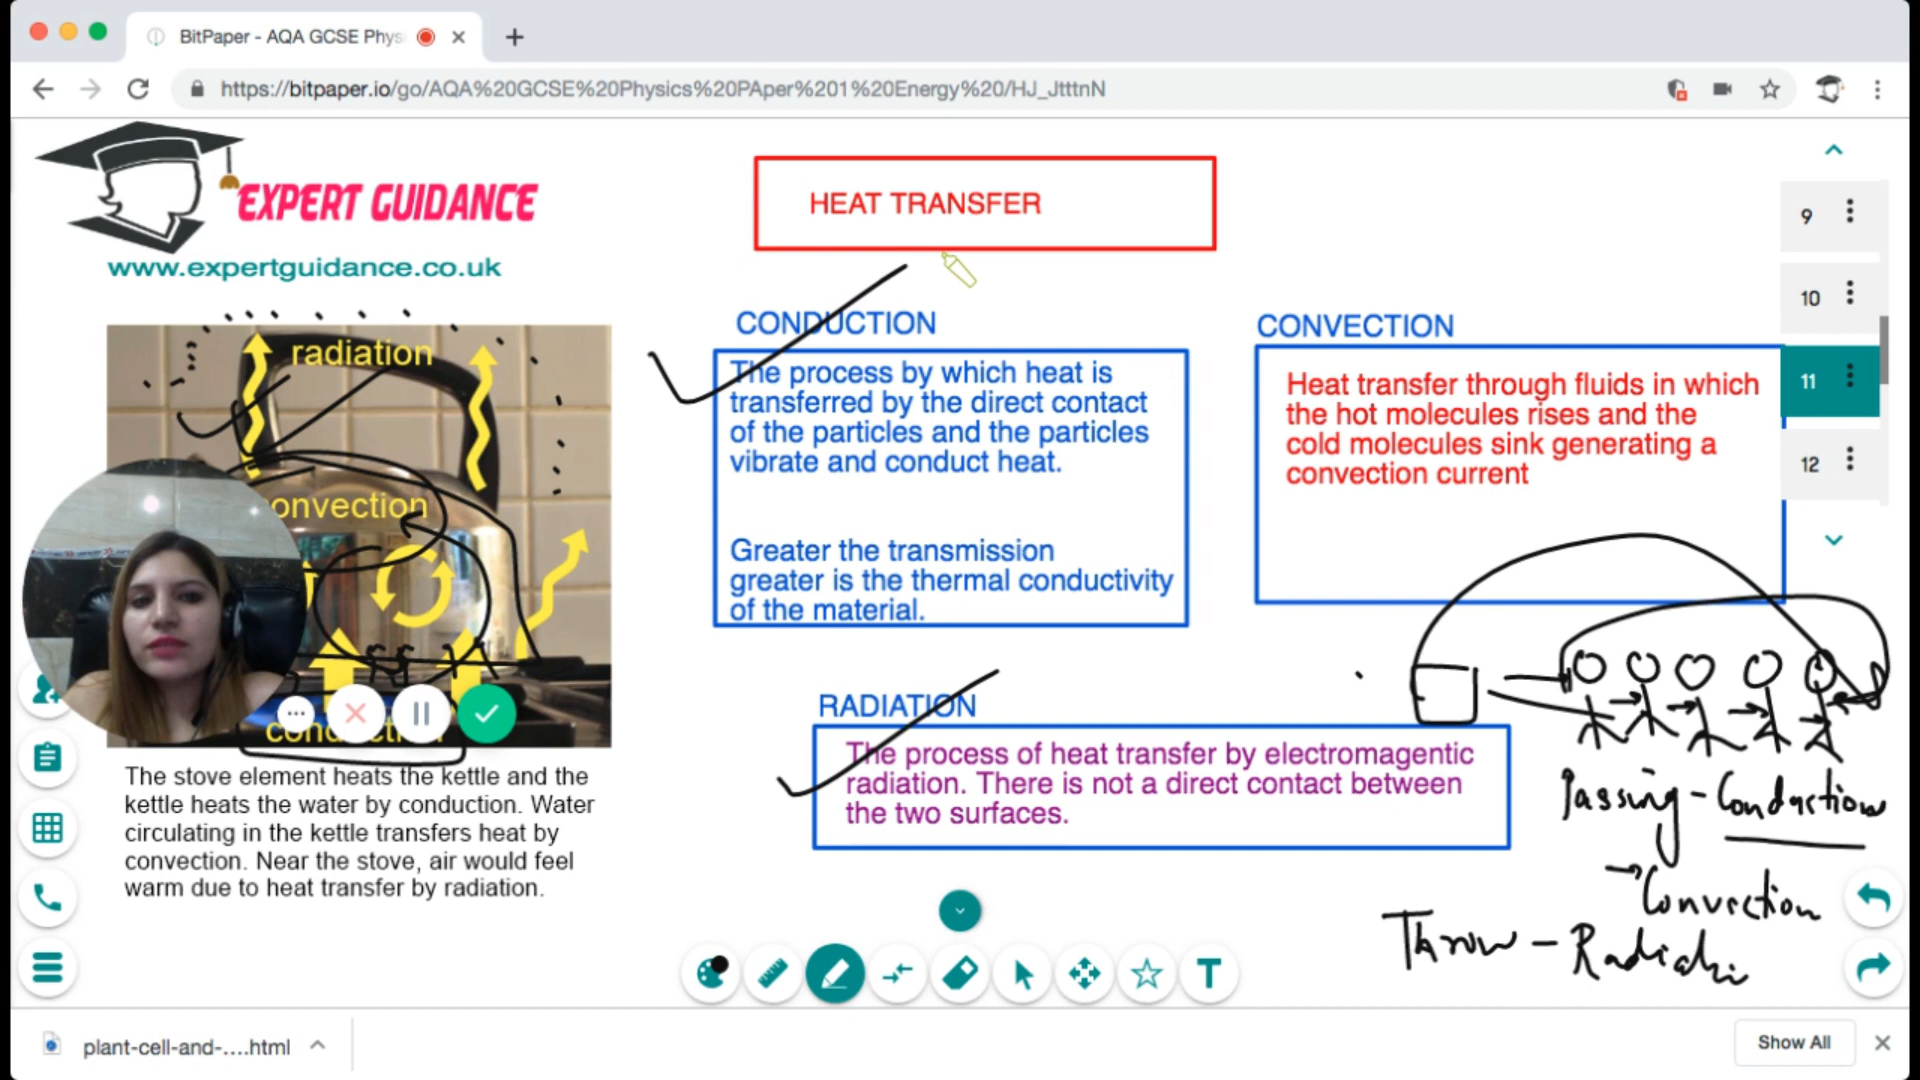 BitPaper - AQA GCSE Phys
https://bitpaper.io/go/AQA%20GCSE%20Physics%20PAper%201%20Energy%20/HJ_JtttnN
EXPERT GUIDANCE
www.expertguidance.co.uk
HEAT TRANSFER
radiation
onvection
conduction
The stove element heats the kettle and the
kettle heats the water by conduction. Water
circulating in the kettle transfers heat by
convection. Near the stove, air would feel
warm due to heat transfer by radiation.
CONDUCTION
The process by which heat is
transferred by the direct contact
of the particles and the particles
vibrate and conduct heat.
Greater the transmission
greater is the thermal conductivity
of the material.
CONVECTION
Heat transfer through fluids in which
the hot molecules rises and the
cold molecules sink generating a
convection current
RADIATION
The process of heat transfer by electromagentic
radiation. There is not a direct contact between
the two surfaces.
9
10
11
12
Passing - Conduction
→ Convection
Throw - Radiatio
T
plant-cell-and-....html
Show All